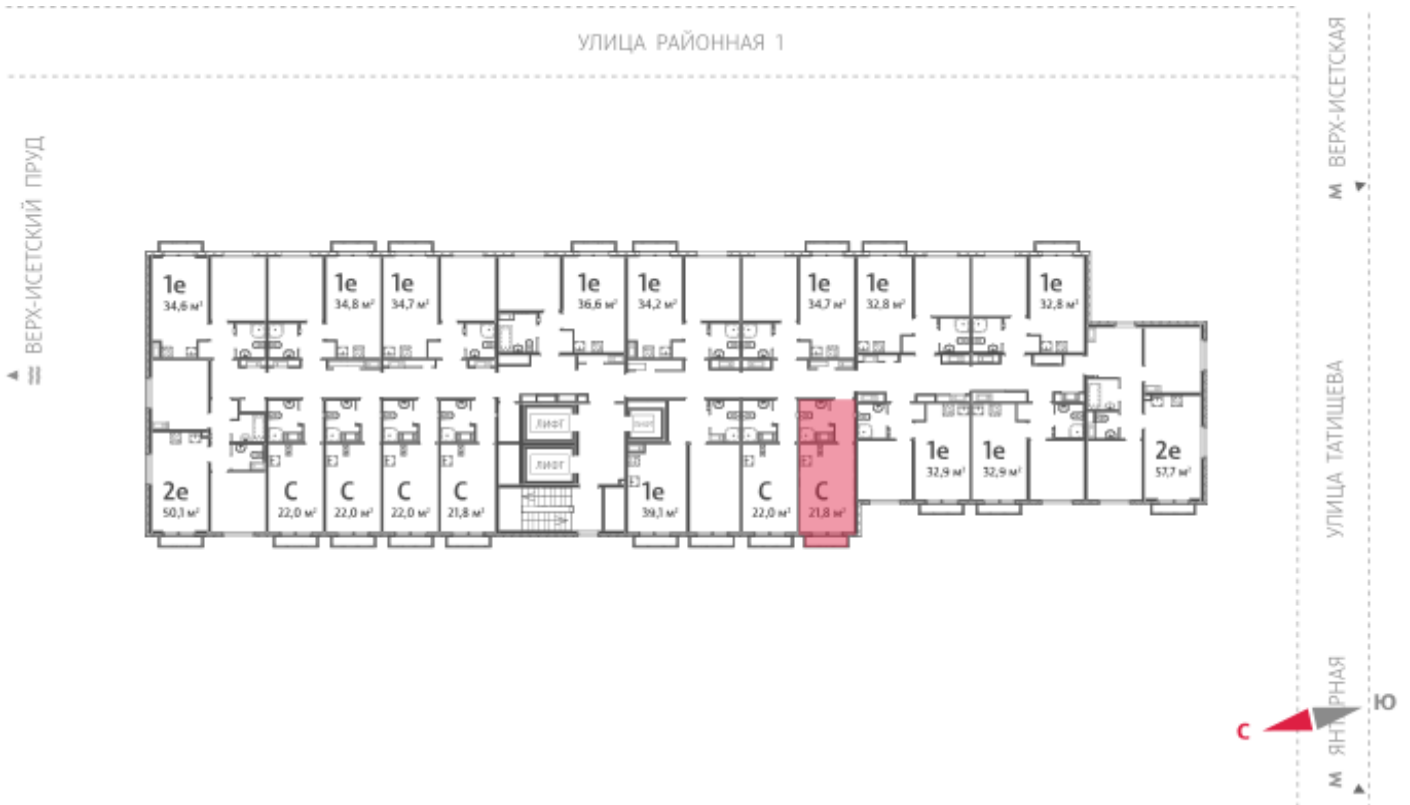 УЛИЦА РАЙОННАЯ 1
М ВЕРХ-ИСЕТСКАЯ
ВЕРХ-ИСЕТСКИЙ ПРУД
1е
34,6 м²
1е
34,8 м²
1е
34,7 м²
1е
36,6 м²
1е
34,2 м²
1е
34,7 м²
1е
32,8 м²
1е
32,8 м²
ЛИФТ
ЛИФТ
ЛИФТ
2е
50,1 м²
С
22,0 м²
С
22,0 м²
С
22,0 м²
С
21,8 м²
1е
39,1 м²
С
22,0 м²
С
21,8 м²
1е
32,9 м²
1е
32,9 м²
2е
57,7 м²
УЛИЦА ТАТИЩЕВА
М ЯНТАРНАЯ
С
Ю